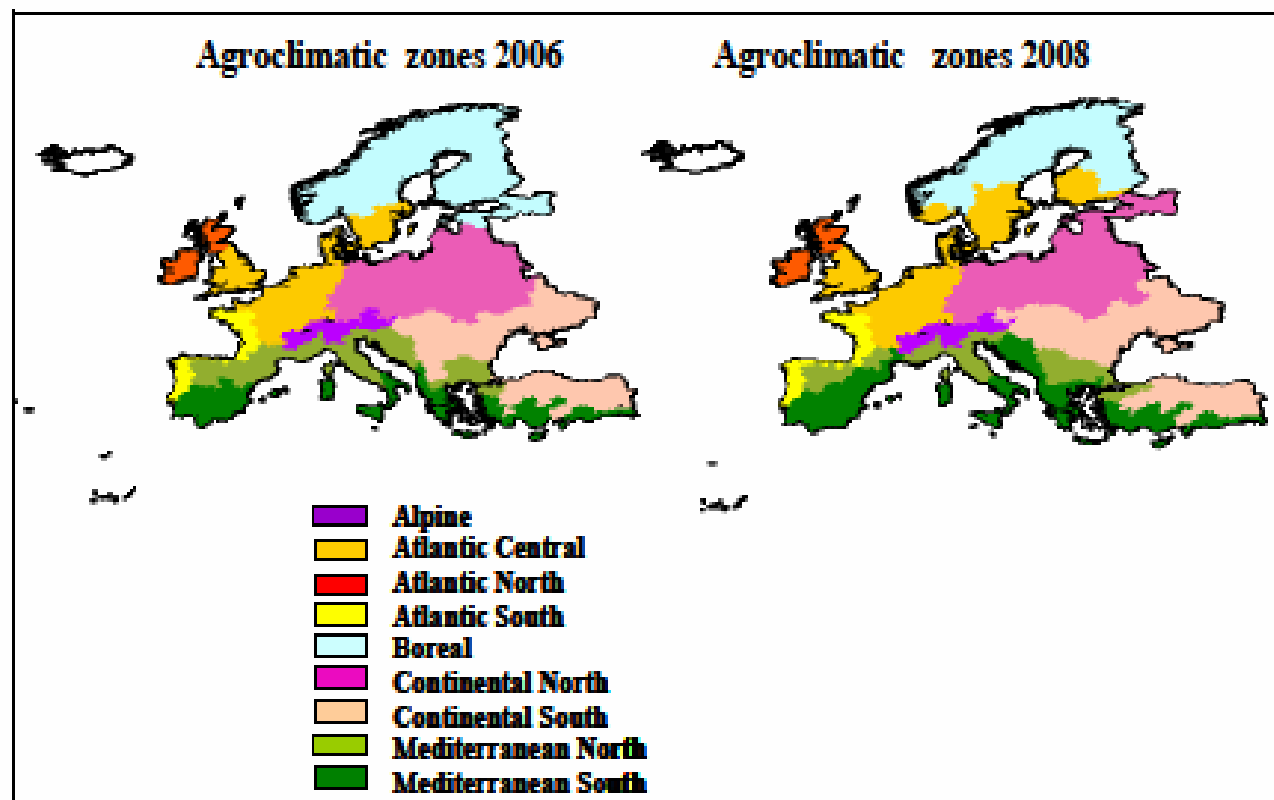 Agroclimatic zones 2006
Agroclimatic zones 2008
Alpine
Atlantic Central
Atlantic North
Atlantic South
Boreal
Continental North
Continental South
Mediterranean North
Mediterranean South